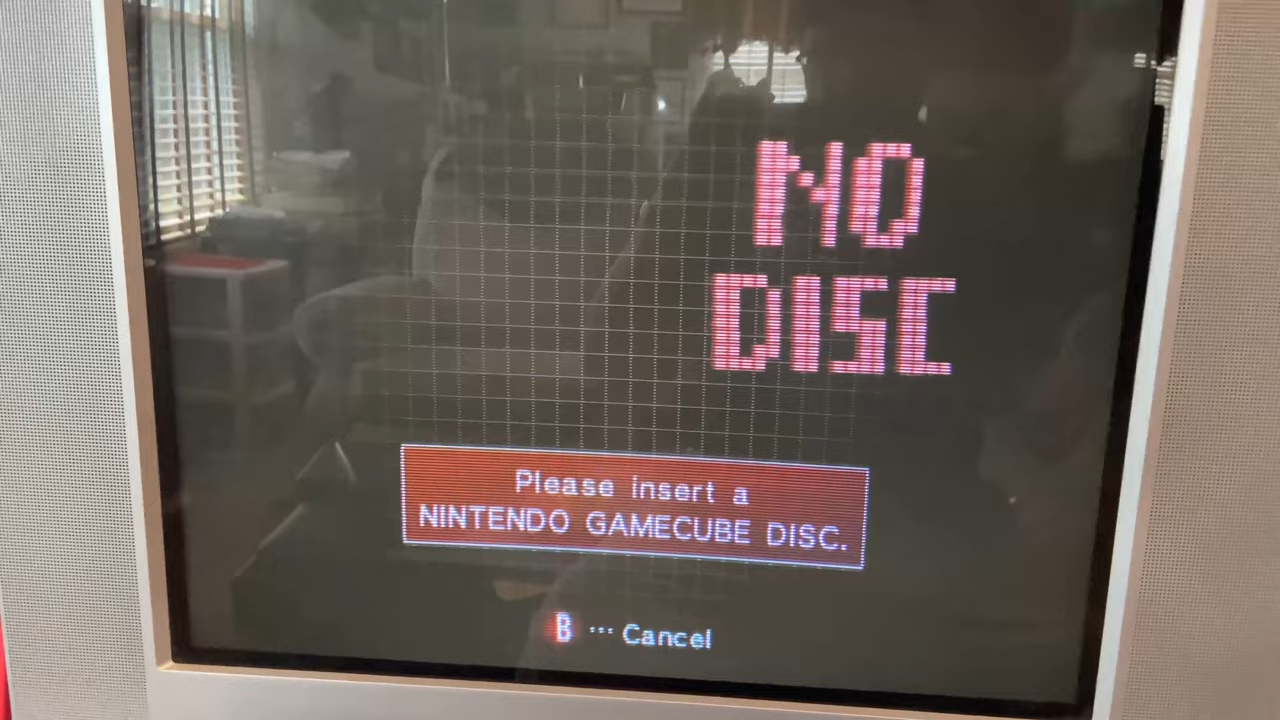 NO
DISC
Please insert a
NINTENDO GAMECUBE DISC.
B ··· Cancel